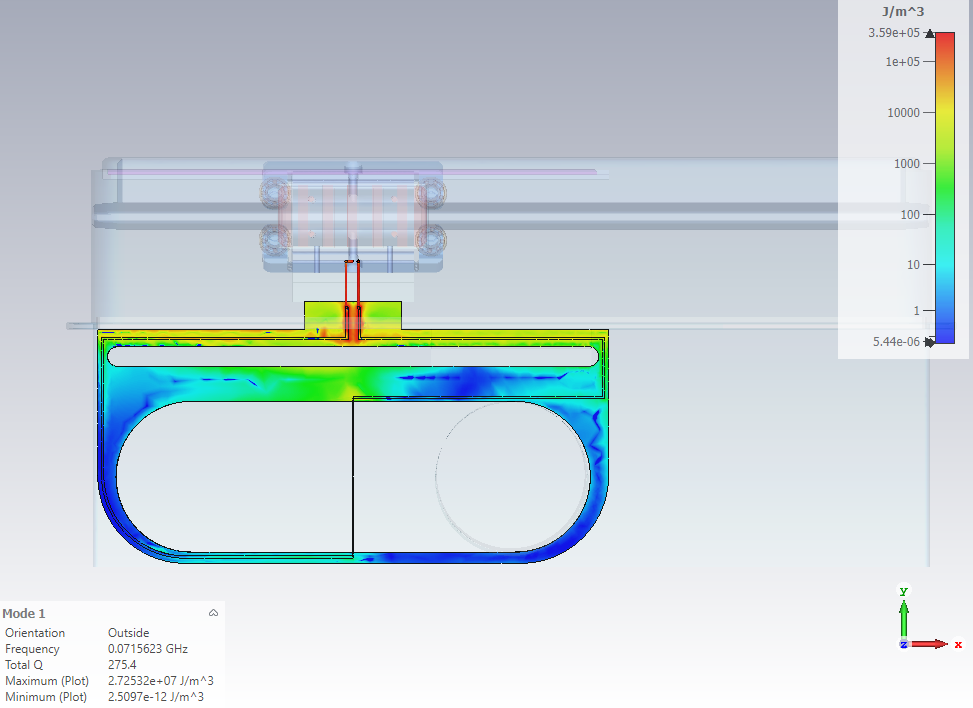 J/m^3
3.59e+05
1e+05
10000
1000
100
10
1
5.44e-06
y
z x
Mode 1
Orientation Outside
Frequency 0.0715623 GHz
Total Q 275.4
Maximum (Plot) 2.72532e+07 J/m^3
Minimum (Plot) 2.5097e-12 J/m^3